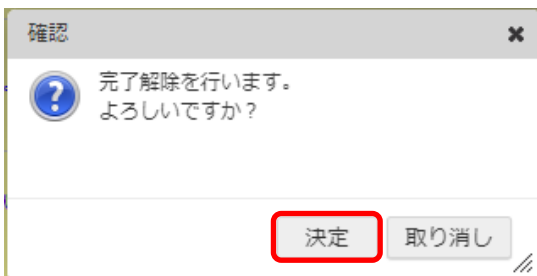 確認
完了解除を行います。
よろしいですか？
決定 取り消し